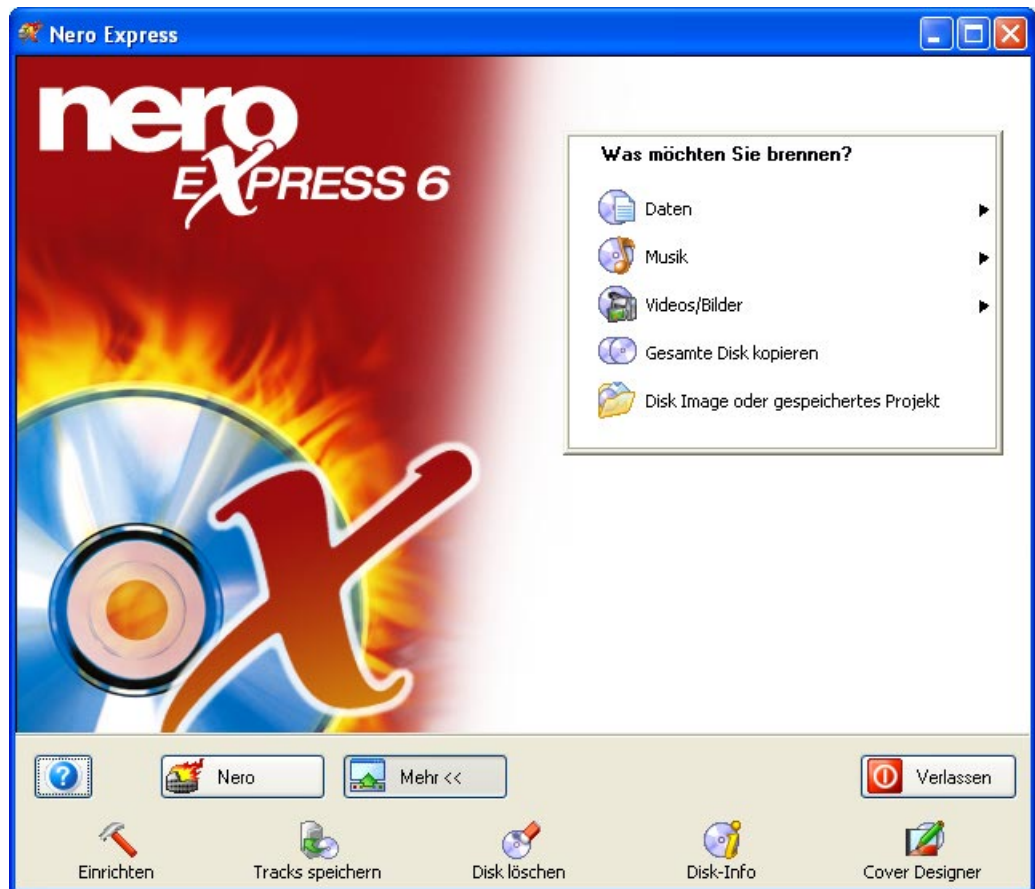 Nero Express
nero
EXPRESS 6
Was möchten Sie brennen?
Daten
Musik
Videos/Bilder
Gesamte Disk kopieren
Disk Image oder gespeichertes Projekt
?
Nero
Mehr <<
Verlassen
Einrichten
Tracks speichern
Disk löschen
Disk-Info
Cover Designer